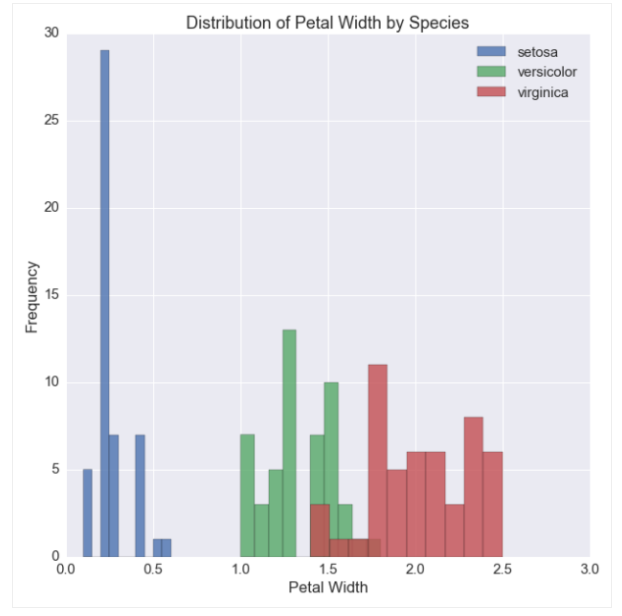 Distribution of Petal Width by Species
30
25
20
15
10
5
0
Frequency
setosa
versicolor
virginica
0.0 0.5 1.0 1.5 2.0 2.5 3.0
Petal Width